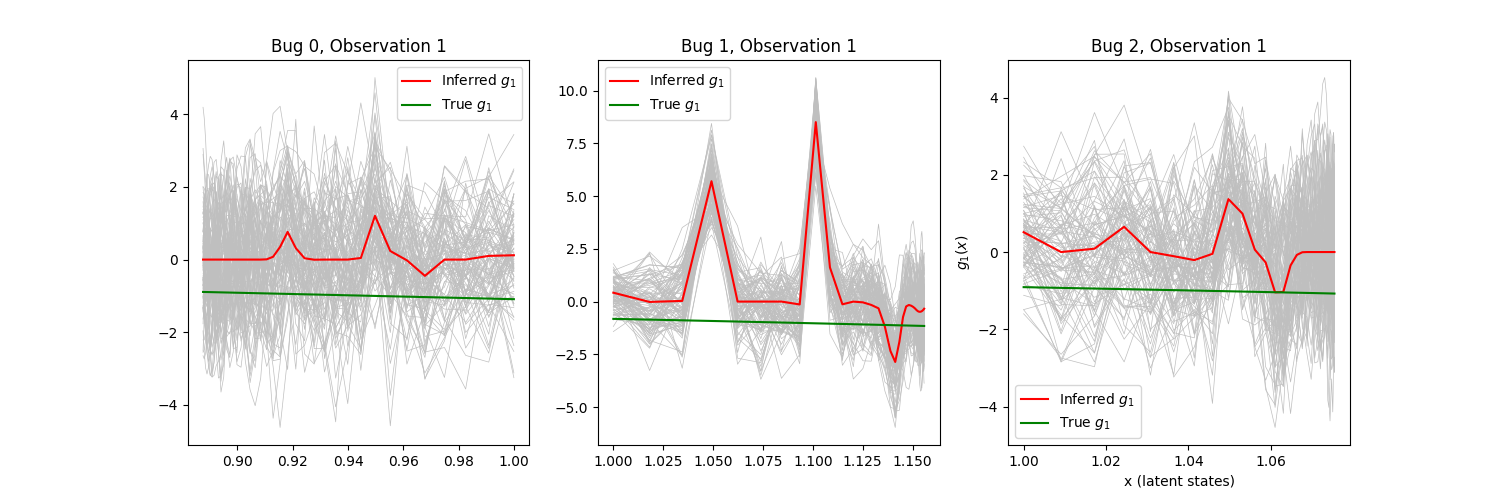 Bug 0, Observation 1
Inferred g₁
True g₁
4
2
0
−2
−4
0.90 0.92 0.94 0.96 0.98 1.00
Bug 1, Observation 1
Inferred g₁
True g₁
10.0
7.5
5.0
2.5
0.0
−2.5
−5.0
1.000 1.025 1.050 1.075 1.100 1.125 1.150
Bug 2, Observation 1
g₁(x)
4
2
0
−2
−4
Inferred g₁
True g₁
1.00 1.02 1.04 1.06
x (latent states)